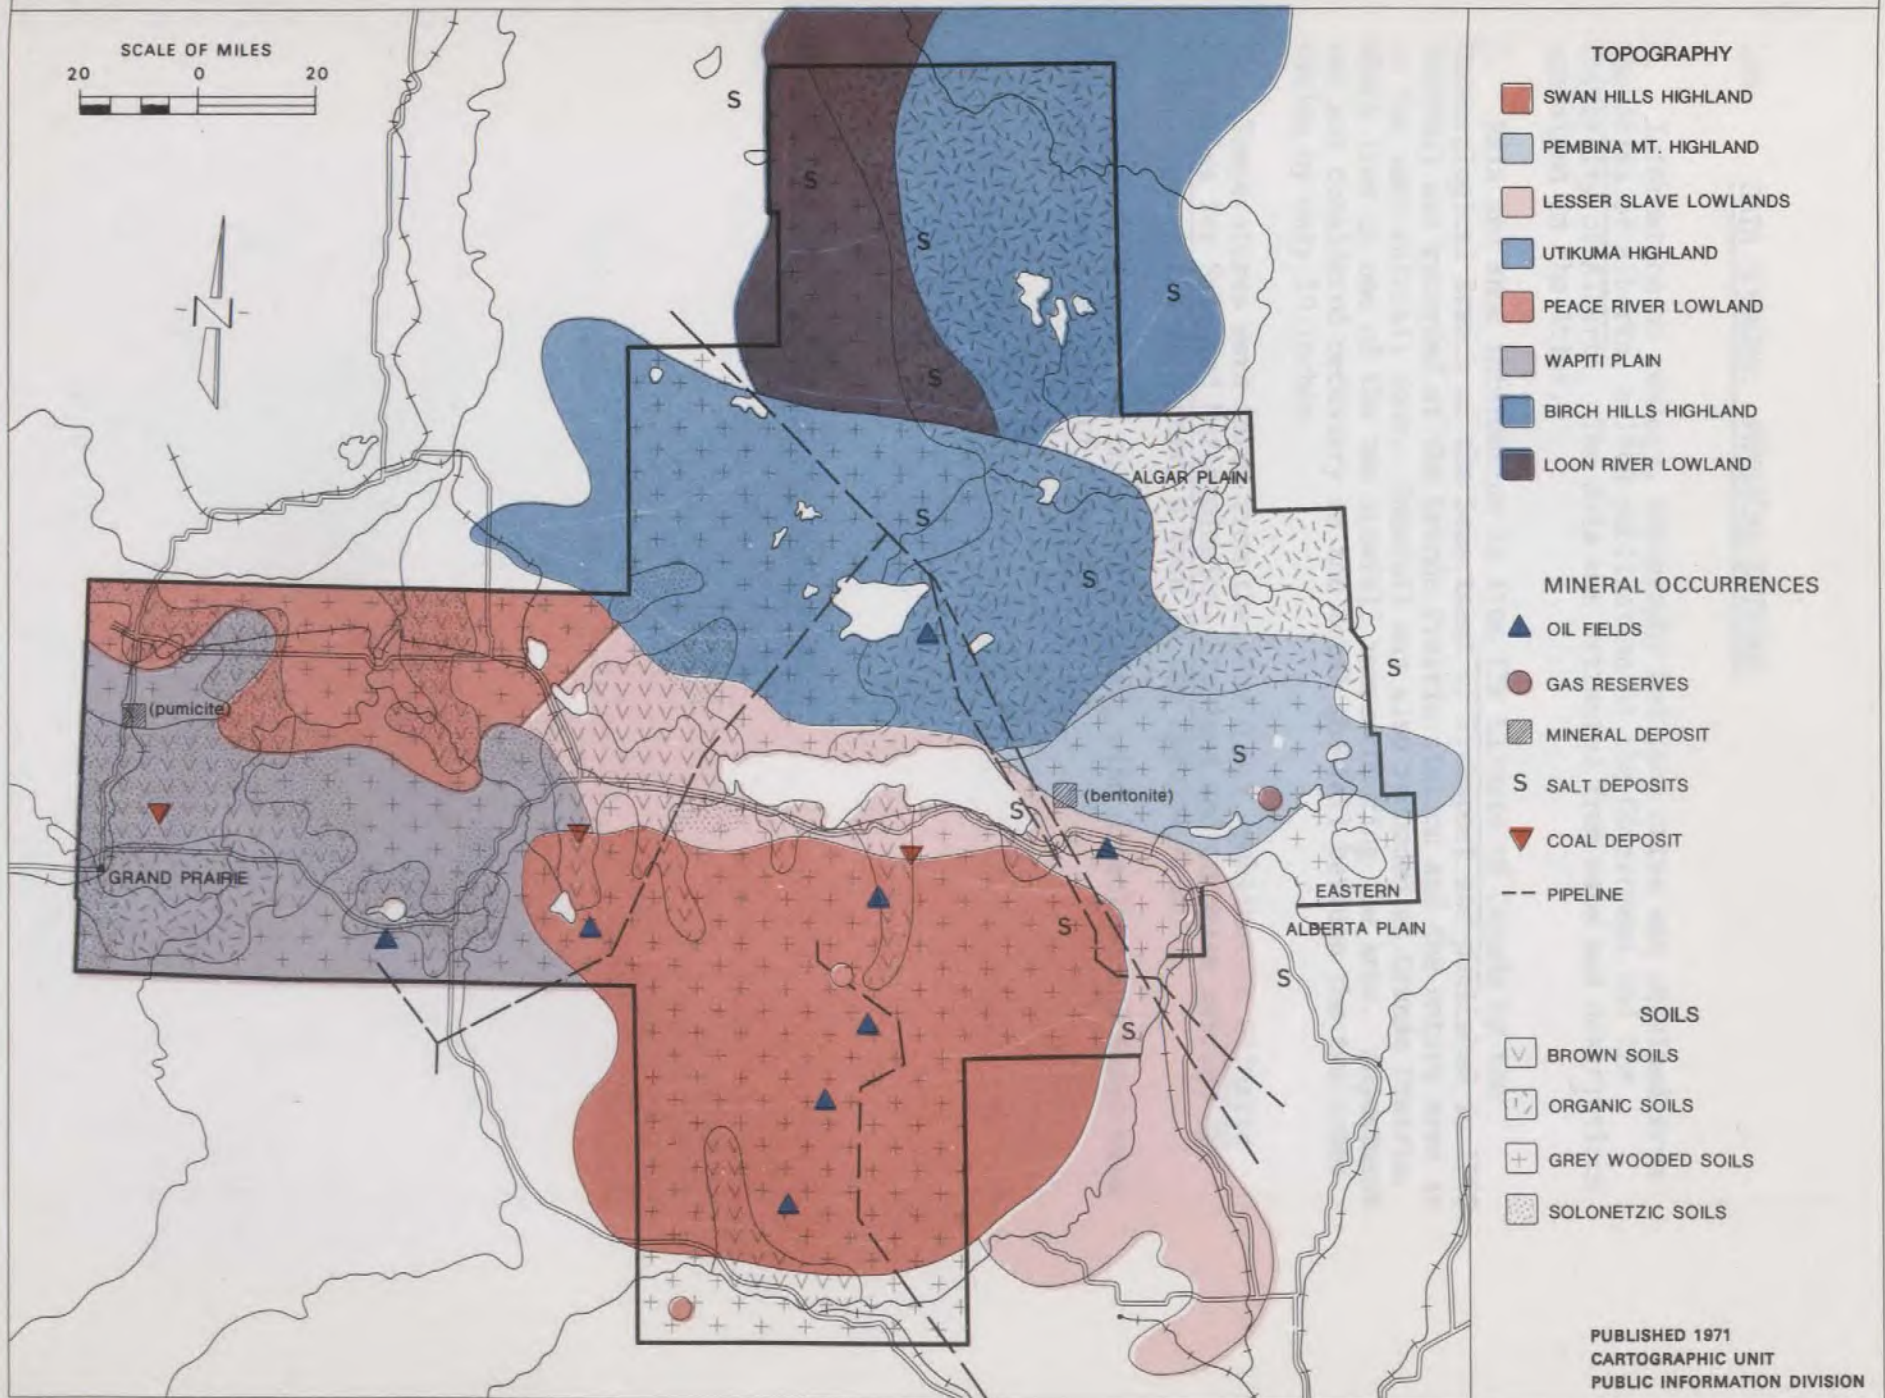 SCALE OF MILES
20 0 20
N
S
S
S
S
S
ALGAR PLAIN
S
S
S
(pumicite)
S
(bentonite)
S
GRAND PRAIRIE
EASTERN
ALBERTA PLAIN
S
S
S
TOPOGRAPHY
SWAN HILLS HIGHLAND
PEMBINA MT. HIGHLAND
LESSER SLAVE LOWLANDS
UTIKUMA HIGHLAND
PEACE RIVER LOWLAND
WAPITI PLAIN
BIRCH HILLS HIGHLAND
LOON RIVER LOWLAND
MINERAL OCCURRENCES
OIL FIELDS
GAS RESERVES
MINERAL DEPOSIT
S SALT DEPOSITS
COAL DEPOSIT
PIPELINE
SOILS
BROWN SOILS
ORGANIC SOILS
GREY WOODED SOILS
SOLONETZIC SOILS
PUBLISHED 1971
CARTOGRAPHIC UNIT
PUBLIC INFORMATION DIVISION